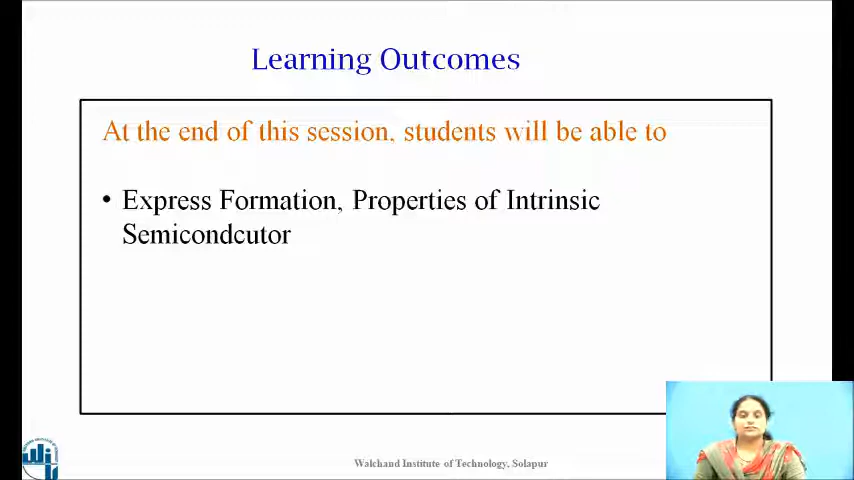 Learning Outcomes
At the end of this session, students will be able to
• Express Formation, Properties of Intrinsic
Semicondcutor
Walchand Institute of Technology, Solapur